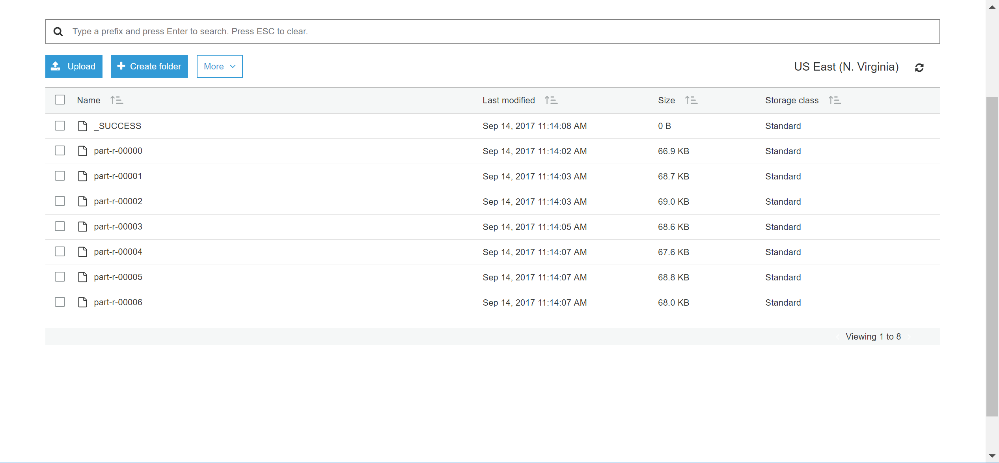 Type a prefix and press Enter to search. Press ESC to clear.
Upload Create folder More US East (N. Virginia)
Name Last modified Size Storage class
_SUCCESS Sep 14, 2017 11:14:08 AM 0 B Standard
part-r-00000 Sep 14, 2017 11:14:02 AM 66.9 KB Standard
part-r-00001 Sep 14, 2017 11:14:03 AM 68.7 KB Standard
part-r-00002 Sep 14, 2017 11:14:03 AM 69.0 KB Standard
part-r-00003 Sep 14, 2017 11:14:05 AM 68.6 KB Standard
part-r-00004 Sep 14, 2017 11:14:07 AM 67.6 KB Standard
part-r-00005 Sep 14, 2017 11:14:07 AM 68.8 KB Standard
part-r-00006 Sep 14, 2017 11:14:07 AM 68.0 KB Standard
Viewing 1 to 8